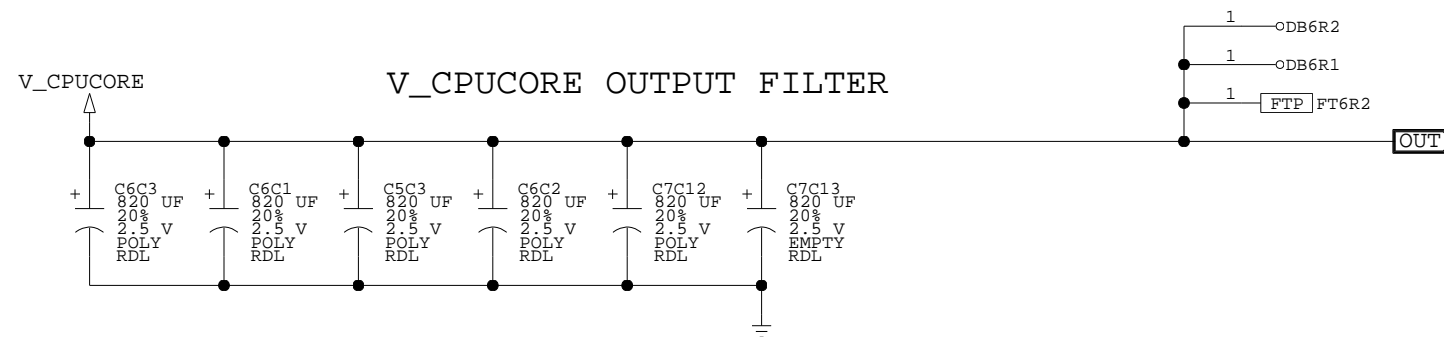 1
DB6R2
V_CPUCORE
V_CPUCORE OUTPUT FILTER
1
DB6R1
1
FTP
FT6R2
OUT
+
C6C3
820 UF
20%
2.5 V
POLY
RDL
+
C6C1
820 UF
20%
2.5 V
POLY
RDL
+
C5C3
820 UF
20%
2.5 V
POLY
RDL
+
C6C2
820 UF
20%
2.5 V
POLY
RDL
+
C7C12
820 UF
20%
2.5 V
POLY
RDL
+
C7C13
820 UF
20%
2.5 V
EMPTY
RDL